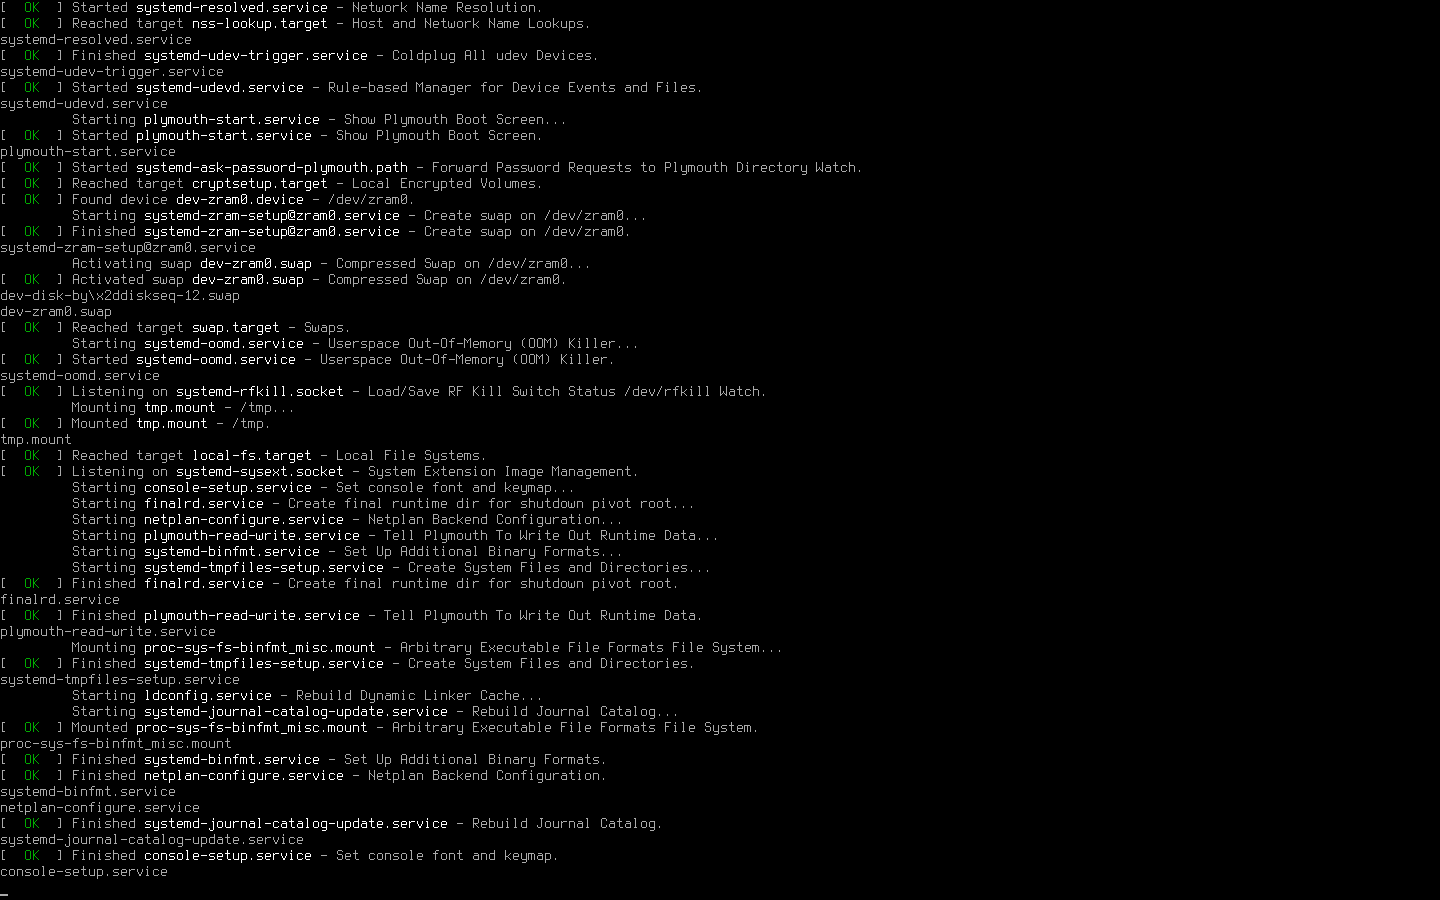 [  OK  ] Started systemd-resolved.service - Network Name Resolution.
[  OK  ] Reached target nss-lookup.target - Host and Network Name Lookups.
systemd-resolved.service
[  OK  ] Finished systemd-udev-trigger.service - Coldplug All udev Devices.
systemd-udev-trigger.service
[  OK  ] Started systemd-udevd.service - Rule-based Manager for Device Events and Files.
systemd-udevd.service
         Starting plymouth-start.service - Show Plymouth Boot Screen...
[  OK  ] Started plymouth-start.service - Show Plymouth Boot Screen.
plymouth-start.service
[  OK  ] Started systemd-ask-password-plymouth.path - Forward Password Requests to Plymouth Directory Watch.
[  OK  ] Reached target cryptsetup.target - Local Encrypted Volumes.
[  OK  ] Found device dev-zram0.device - /dev/zram0.
         Starting systemd-zram-setup@zram0.service - Create swap on /dev/zram0...
[  OK  ] Finished systemd-zram-setup@zram0.service - Create swap on /dev/zram0.
systemd-zram-setup@zram0.service
         Activating swap dev-zram0.swap - Compressed Swap on /dev/zram0...
[  OK  ] Activated swap dev-zram0.swap - Compressed Swap on /dev/zram0.
dev-disk-by\x2ddiskseq-12.swap
dev-zram0.swap
[  OK  ] Reached target swap.target - Swaps.
         Starting systemd-oomd.service - Userspace Out-Of-Memory (OOM) Killer...
[  OK  ] Started systemd-oomd.service - Userspace Out-Of-Memory (OOM) Killer.
systemd-oomd.service
[  OK  ] Listening on systemd-rfkill.socket - Load/Save RF Kill Switch Status /dev/rfkill Watch.
         Mounting tmp.mount - /tmp...
[  OK  ] Mounted tmp.mount - /tmp.
tmp.mount
[  OK  ] Reached target local-fs.target - Local File Systems.
[  OK  ] Listening on systemd-sysext.socket - System Extension Image Management.
         Starting console-setup.service - Set console font and keymap...
         Starting finalrd.service - Create final runtime dir for shutdown pivot root...
         Starting netplan-configure.service - Netplan Backend Configuration...
         Starting plymouth-read-write.service - Tell Plymouth To Write Out Runtime Data...
         Starting systemd-binfmt.service - Set Up Additional Binary Formats...
         Starting systemd-tmpfiles-setup.service - Create System Files and Directories...
[  OK  ] Finished finalrd.service - Create final runtime dir for shutdown pivot root.
finalrd.service
[  OK  ] Finished plymouth-read-write.service - Tell Plymouth To Write Out Runtime Data.
plymouth-read-write.service
         Mounting proc-sys-fs-binfmt_misc.mount - Arbitrary Executable File Formats File System...
[  OK  ] Finished systemd-tmpfiles-setup.service - Create System Files and Directories.
systemd-tmpfiles-setup.service
         Starting ldconfig.service - Rebuild Dynamic Linker Cache...
         Starting systemd-journal-catalog-update.service - Rebuild Journal Catalog...
[  OK  ] Mounted proc-sys-fs-binfmt_misc.mount - Arbitrary Executable File Formats File System.
proc-sys-fs-binfmt_misc.mount
[  OK  ] Finished systemd-binfmt.service - Set Up Additional Binary Formats.
[  OK  ] Finished netplan-configure.service - Netplan Backend Configuration.
systemd-binfmt.service
netplan-configure.service
[  OK  ] Finished systemd-journal-catalog-update.service - Rebuild Journal Catalog.
systemd-journal-catalog-update.service
[  OK  ] Finished console-setup.service - Set console font and keymap.
console-setup.service